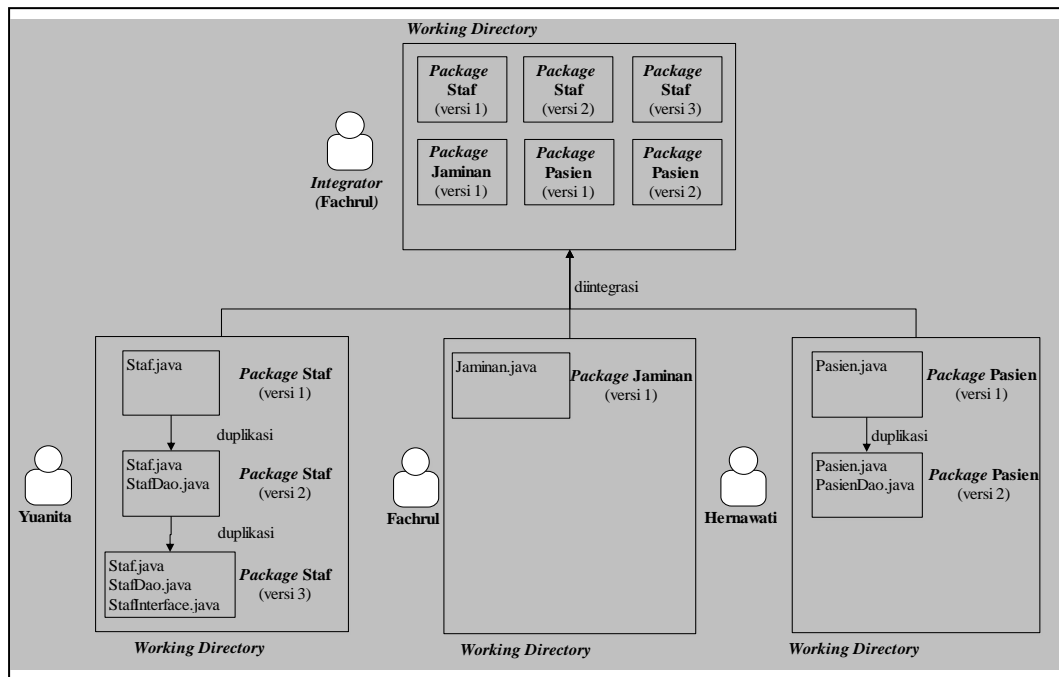 Working Directory
Package
Staf
(versi 1)
Package
Staf
(versi 2)
Package
Staf
(versi 3)
Package
Jaminan
(versi 1)
Package
Pasien
(versi 1)
Package
Pasien
(versi 2)
Integrator
(Fachrul)
diintegrasi
Staf.java
Package Staf
(versi 1)
duplikasi
Staf.java
StafDao.java
Package Staf
(versi 2)
duplikasi
Staf.java
StafDao.java
StafInterface.java
Package Staf
(versi 3)
Yuanita
Working Directory
Jaminan.java
Package Jaminan
(versi 1)
Fachrul
Working Directory
Pasien.java
Package Pasien
(versi 1)
duplikasi
Pasien.java
PasienDao.java
Package Pasien
(versi 2)
Hernawati
Working Directory